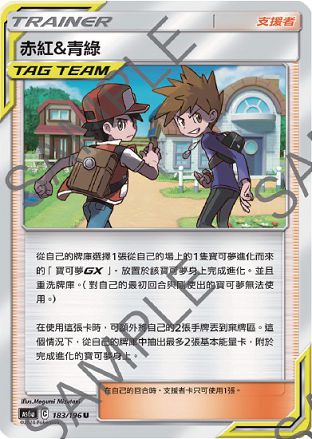 TRAINER
支援者
赤紅&青綠
TAG TEAM
SAMPLE
從自己的牌庫選擇1張從自己的場上的1隻寶可夢進化而來
的「寶可夢GX」，放置於該寶可夢身上完成進化。並且
重洗牌庫。（對自己的最初回合與剛使出的寶可夢無法使
用。）
在使用這張卡時，可額外將自己的2張手牌丟到棄牌區。這
個情況下，從自己的牌庫中抽出最多2張基本能量卡，附於
完成進化的寶可夢身上。
Illus. Megumi Mizutani
在自己的回合時，支援者卡只可使用1張。
C
183/196 U